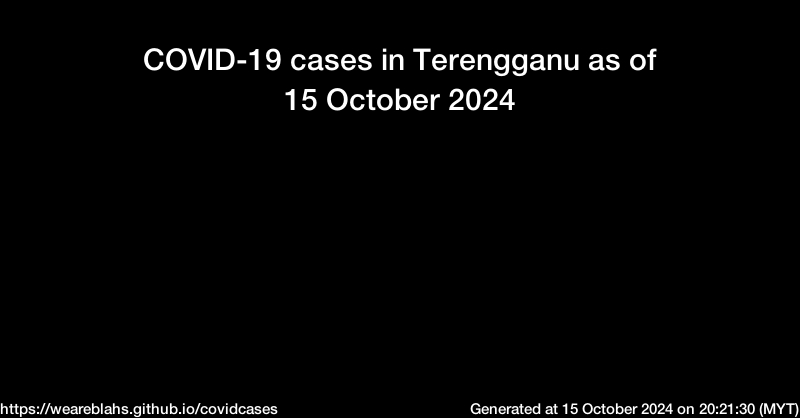 COVID-19 cases in Terengganu as of
15 October 2024
https://weareblahs.github.io/covidcases
Generated at 15 October 2024 on 20:21:30 (MYT)